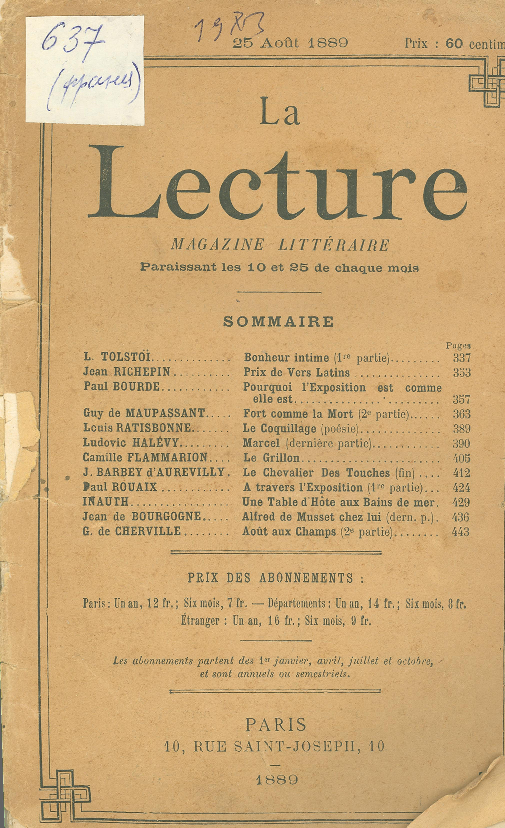 637
1983
25 Août 1889
Prix : 60 centim
La
Lecture
MAGAZINE LITTÉRAIRE
Paraissant les 10 et 25 de chaque mois
SOMMAIRE
Pages
L. TOLSTOÏ............. Bonheur intime (1re partie)......... 337
Jean RICHEPIN.......... Prix de Vers Latins ................ 353
Paul BOURDE............ Pourquoi l'Exposition est comme
elle est........................ 357
Guy de MAUPASSANT..... Fort comme la Mort (2e partie)...... 363
Louis RATISBONNE....... Le Coquillage (poésie).............. 389
Ludovic HALÉVY......... Marcel (dernière partie)............ 390
Camille FLAMMARION.... Le Grillon.......................... 405
J. BARBEY d'AUREVILLY. Le Chevalier Des Touches (fin) .... 412
Paul ROUAIX ........... A travers l'Exposition (1re partie)... 424
INAUTH................. Une Table d'Hôte aux Bains de mer. 429
Jean de BOURGOGNE..... Alfred de Musset chez lui (dern. p.). 436
G. de CHERVILLE........ Août aux Champs (2e partie)........ 443
PRIX DES ABONNEMENTS :
Paris : Un an, 12 fr.; Six mois, 7 fr. — Départements : Un an, 14 fr.; Six mois, 8 fr.
Étranger : Un an, 16 fr.; Six mois, 9 fr.
Les abonnements partent des 1er janvier, avril, juillet et octobre,
et sont annuels ou semestriels.
PARIS
10, RUE SAINT-JOSEPH, 10
1889